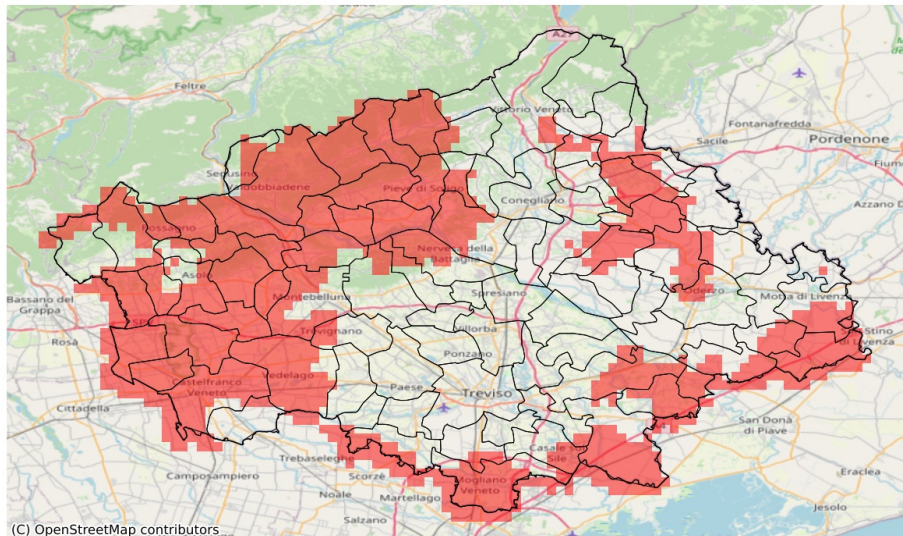 A27
Feltre
Vittorio Veneto
Fontanafredda
Sacile
Pordenone
Valdobbiadene
Pieve di Soligo
Conegliano
Azzano D
Possagno
Nervesa della
Battaglia
Asolo
Bassano del
Grappa
Montebelluna
Spresiano
Oderzo
Motta di Livenza
Rosà
Trevignano
Villorba
Stino
di Livenza
Ponzano
Castelfranco
Veneto
Vedelago
Paese
Treviso
Cittadella
San Donà
di Piave
Trebaseleghe
Casale sul
Sile
Camposampiero
Scorzè
Mogliano
Veneto
Eraclea
Noale
Martellago
Jesolo
Salzano
(C) OpenStreetMap contributors